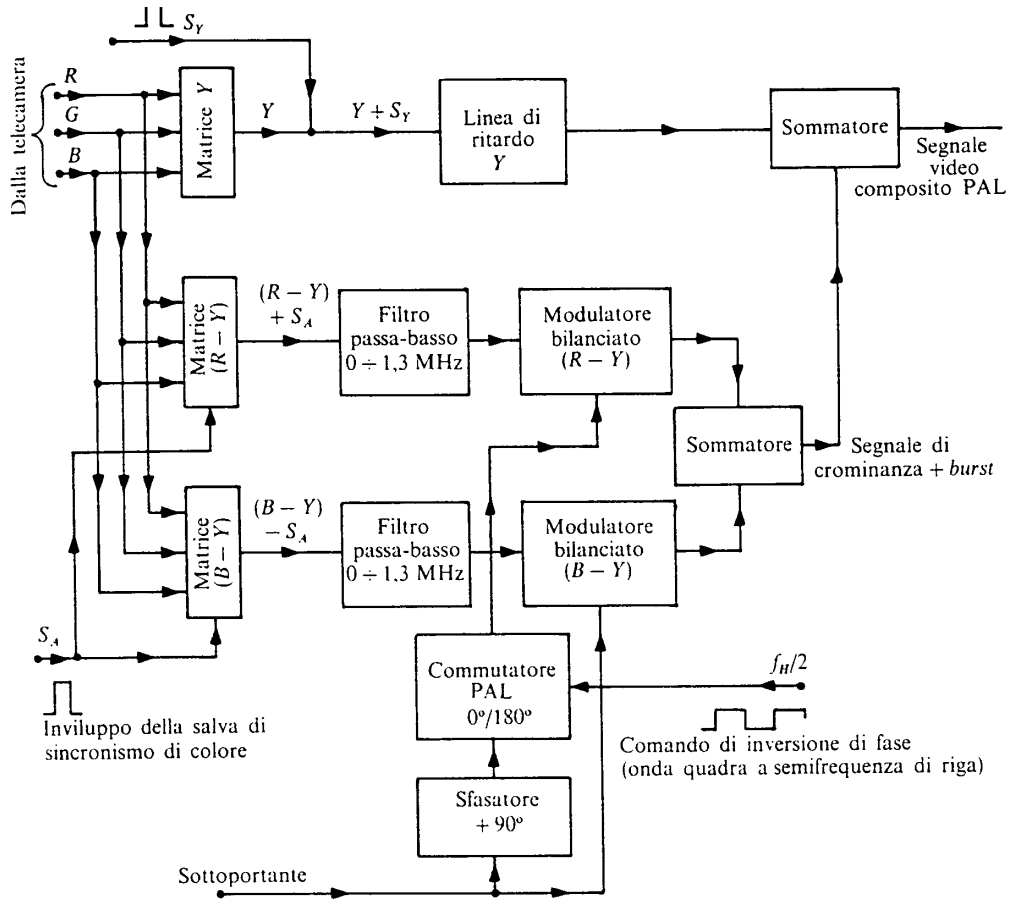 S_Y
Dalla telecamera
R
G
B
Matrice Y
Y
Y + S_Y
Linea di
ritardo
Y
Sommatore
Segnale
video
composito PAL
Matrice
(R − Y)
(R − Y)
+ S_A
Filtro
passa-basso
0 ÷ 1,3 MHz
Modulatore
bilanciato
(R − Y)
Sommatore
Segnale di
crominanza + burst
Matrice
(B − Y)
(B − Y)
− S_A
Filtro
passa-basso
0 ÷ 1,3 MHz
Modulatore
bilanciato
(B − Y)
S_A
Inviluppo della salva di
sincronismo di colore
Commutatore
PAL
0º/180º
f_H/2
Comando di inversione di fase
(onda quadra a semifrequenza di riga)
Sfasatore
+ 90º
Sottoportante